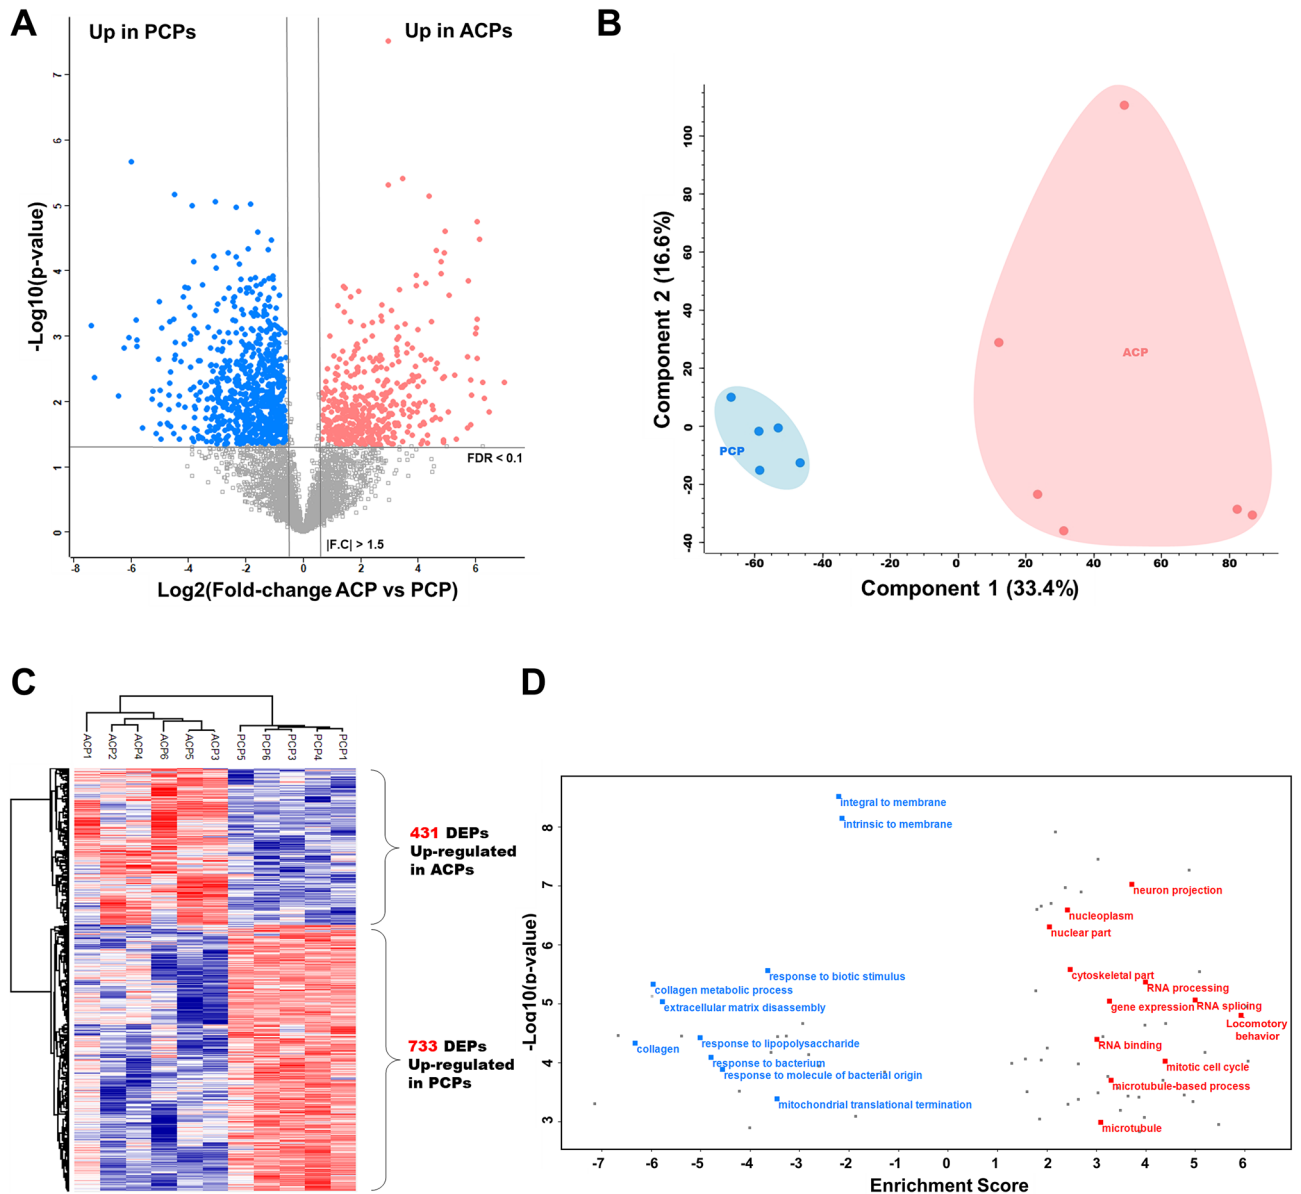 A
Up in PCPs
Up in ACPs
7
6
5
4
3
2
1
0
-Log10(p-value)
FDR < 0.1
|F.C| > 1.5
-8
-6
-4
-2
0
2
4
6
Log2(Fold-change ACP vs PCP)
B
100
80
60
40
20
0
-20
-40
Component 2 (16.6%)
ACP
PCP
-60
-40
-20
0
20
40
60
80
Component 1 (33.4%)
C
ACP1
ACP2
ACP4
ACP6
ACP5
ACP3
PCP5
PCP6
PCP3
PCP4
PCP1
431 DEPs
Up-regulated
in ACPs
733 DEPs
Up-regulated
in PCPs
D
8
7
6
5
4
3
-Log10(p-value)
integral to membrane
intrinsic to membrane
neuron projection
nucleoplasm
nuclear part
response to biotic stimulus
cytoskeletal part
collagen metabolic process
RNA processing
extracellular matrix disassembly
gene expression
RNA splicing
Locomotory
behavior
collagen
response to lipopolysaccharide
RNA binding
response to bacterium
mitotic cell cycle
response to molecule of bacterial origin
microtubule-based process
mitochondrial translational termination
microtubule
-7
-6
-5
-4
-3
-2
-1
0
1
2
3
4
5
6
Enrichment Score